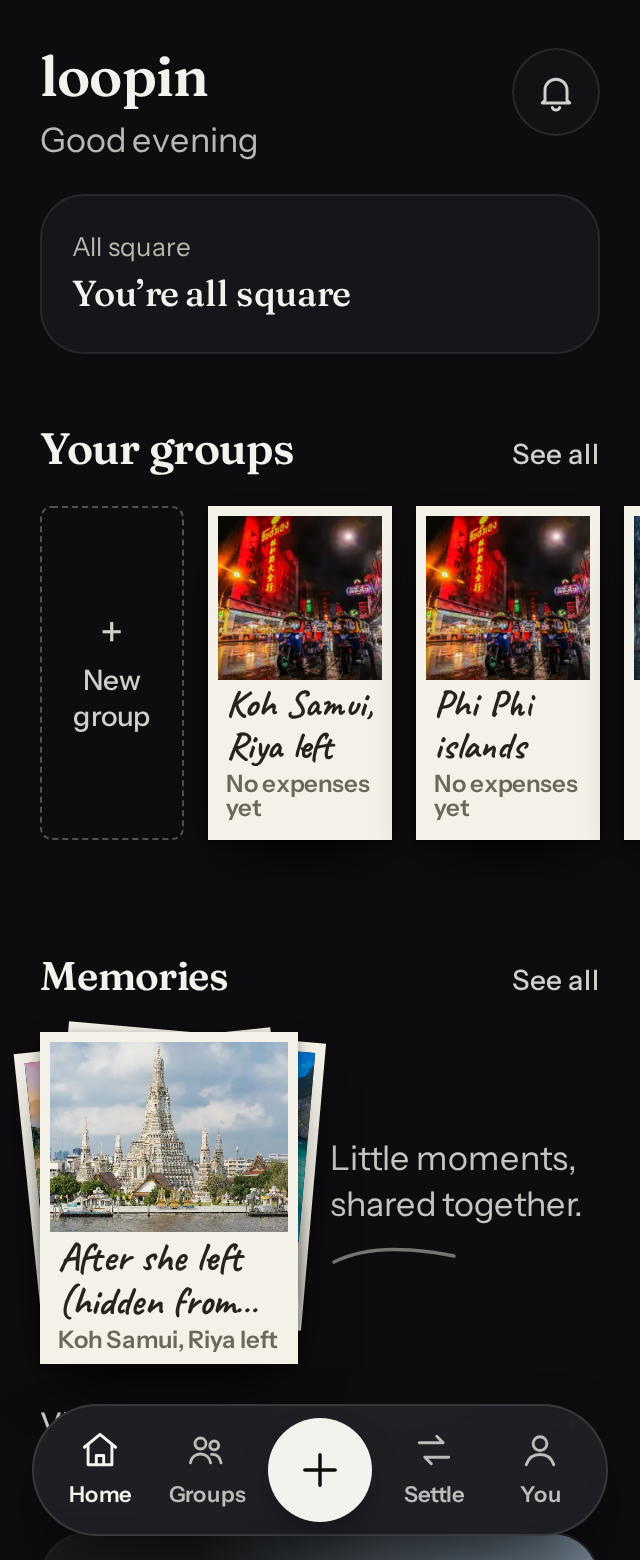 loopin
Good evening
All square
You’re all square
Your groups
See all
+
New
group
Koh Samui,
Riya left
No expenses
yet
Phi Phi
islands
No expenses
yet
Memories
See all
Little moments,
shared together.
After she left
(hidden from...
Koh Samui, Riya left
Home
Groups
Settle
You